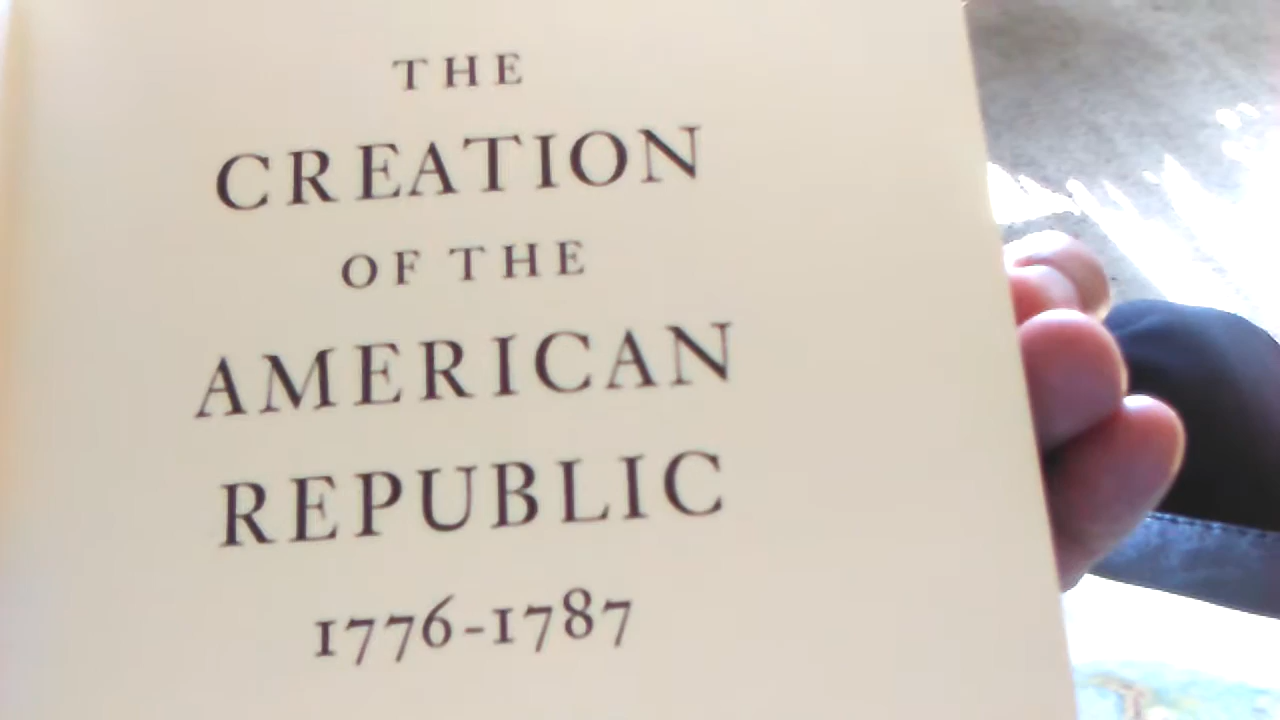 THE
CREATION
OF THE
AMERICAN
REPUBLIC
1776-1787